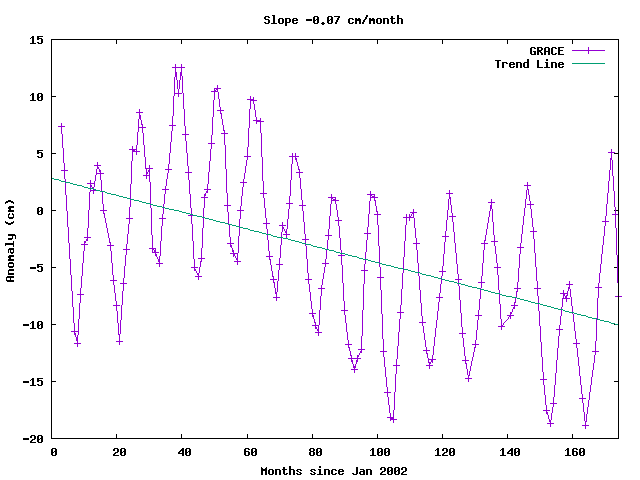 Slope -0.07 cm/month
GRACE
Trend Line
Anomaly (cm)
15
10
5
0
-5
-10
-15
-20
0 20 40 60 80 100 120 140 160
Months since Jan 2002